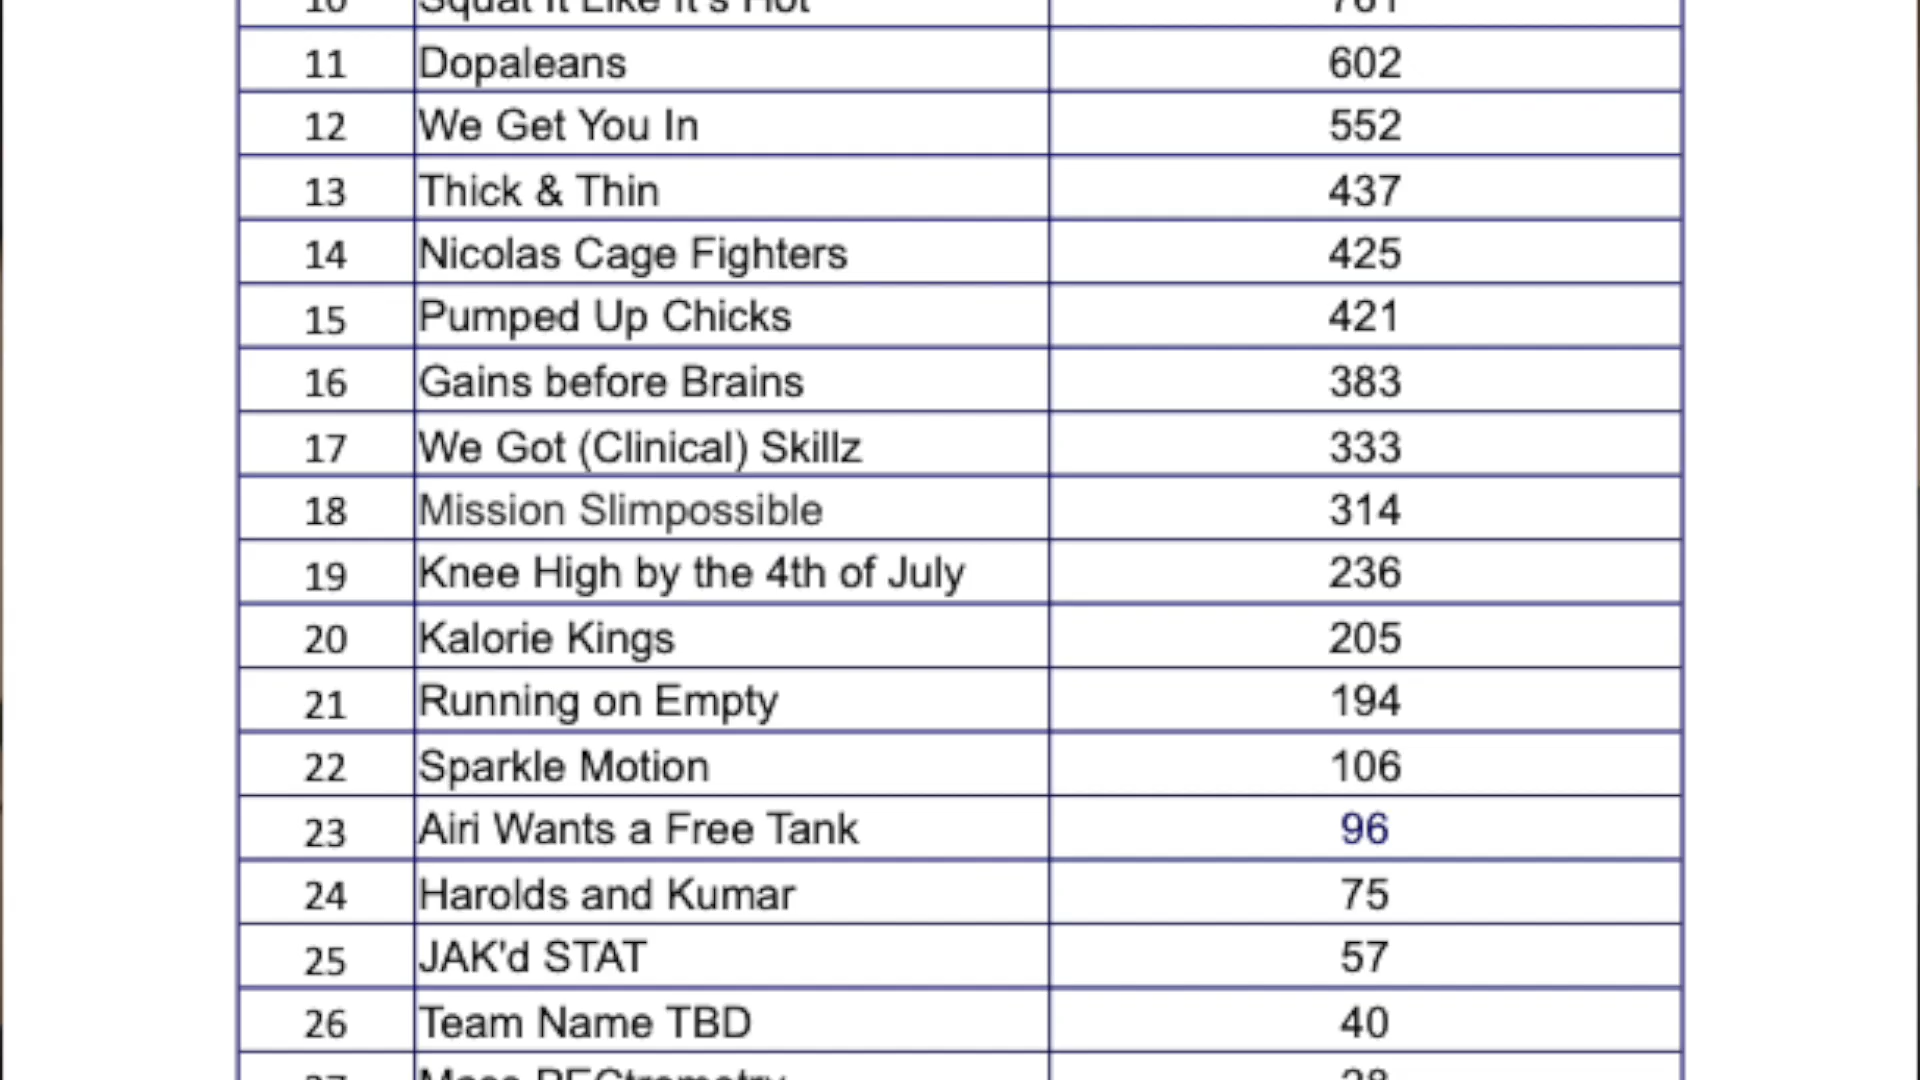 10 Squat It Like It's Hot 761
11 Dopaleans 602
12 We Get You In 552
13 Thick & Thin 437
14 Nicolas Cage Fighters 425
15 Pumped Up Chicks 421
16 Gains before Brains 383
17 We Got (Clinical) Skillz 333
18 Mission Slimpossible 314
19 Knee High by the 4th of July 236
20 Kalorie Kings 205
21 Running on Empty 194
22 Sparkle Motion 106
23 Airi Wants a Free Tank 96
24 Harolds and Kumar 75
25 JAK'd STAT 57
26 Team Name TBD 40
27 Mass PECtrometry